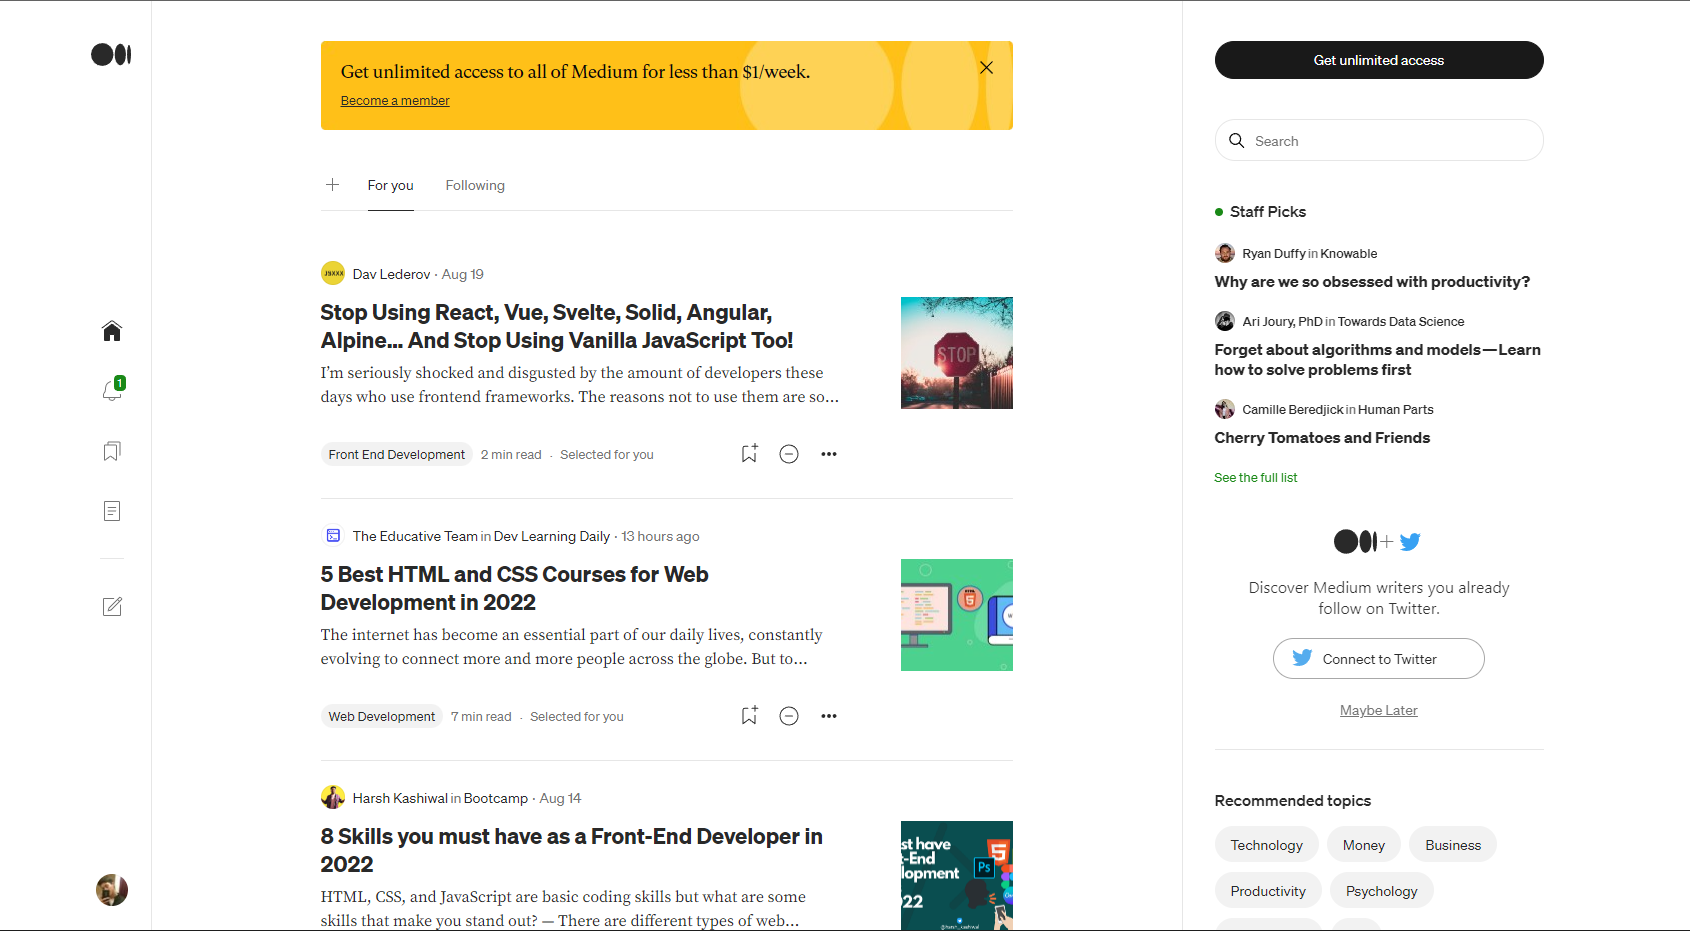 Get unlimited access to all of Medium for less than $1/week.
Become a member
For you
Following
Dav Lederov · Aug 19
Stop Using React, Vue, Svelte, Solid, Angular,
Alpine… And Stop Using Vanilla JavaScript Too!
I’m seriously shocked and disgusted by the amount of developers these
days who use frontend frameworks. The reasons not to use them are so…
STOP
Front End Development
2 min read · Selected for you
The Educative Team in Dev Learning Daily · 13 hours ago
5 Best HTML and CSS Courses for Web
Development in 2022
The internet has become an essential part of our daily lives, constantly
evolving to connect more and more people across the globe. But to…
Web Development
7 min read · Selected for you
Harsh Kashiwal in Bootcamp · Aug 14
8 Skills you must have as a Front-End Developer in
2022
HTML, CSS, and JavaScript are basic coding skills but what are some
skills that make you stand out? — There are different types of web…
st have
-End
lopment
22
Ps
5
1
Get unlimited access
Search
Staff Picks
Ryan Duffy in Knowable
Why are we so obsessed with productivity?
Ari Joury, PhD in Towards Data Science
Forget about algorithms and models — Learn
how to solve problems first
Camille Beredjick in Human Parts
Cherry Tomatoes and Friends
See the full list
Discover Medium writers you already
follow on Twitter.
Connect to Twitter
Maybe Later
Recommended topics
Technology
Money
Business
Productivity
Psychology